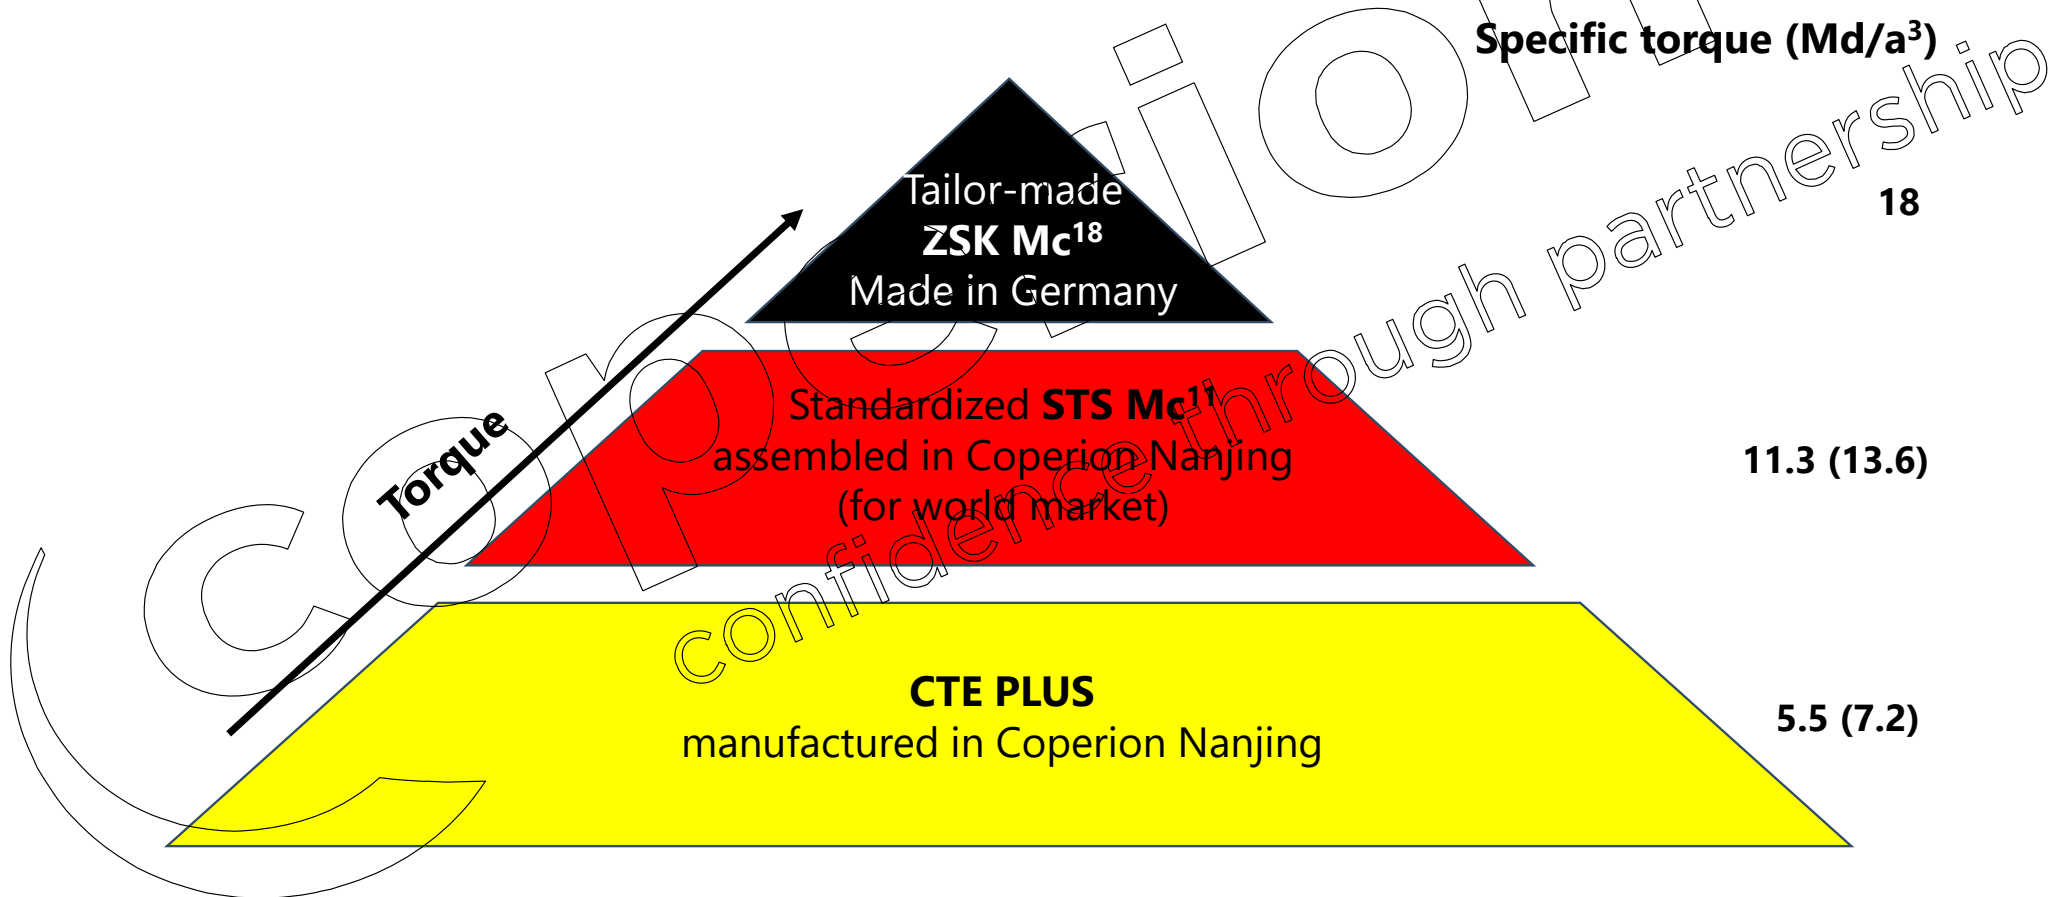 Specific torque (Md/a³)
Tailor-made
ZSK Mc¹⁸
Made in Germany
18
Torque
Standardized STS Mc¹¹
assembled in Coperion Nanjing
(for world market)
11.3 (13.6)
CTE PLUS
manufactured in Coperion Nanjing
5.5 (7.2)
coperion
confidence through partnership